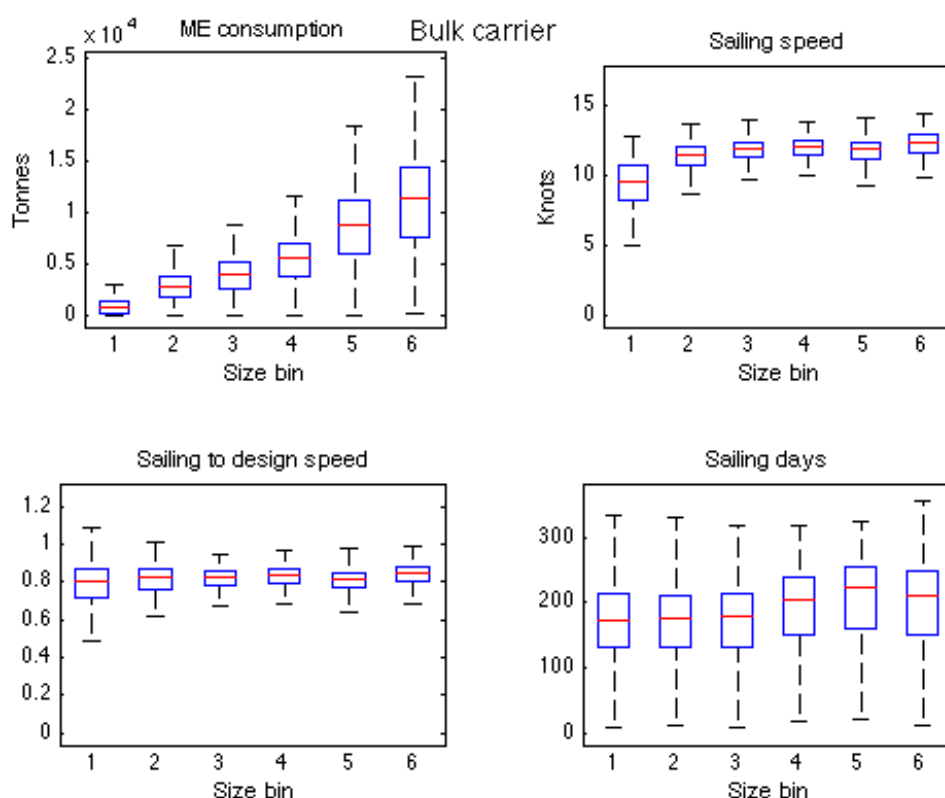 Bulk carrier
ME consumption
x 10^4
2.5
2
1.5
1
0.5
0
Tonnes
1 2 3 4 5 6
Size bin
Sailing speed
15
10
5
0
Knots
1 2 3 4 5 6
Size bin
Sailing to design speed
1.2
1
0.8
0.6
0.4
0.2
0
1 2 3 4 5 6
Size bin
Sailing days
300
200
100
0
1 2 3 4 5 6
Size bin